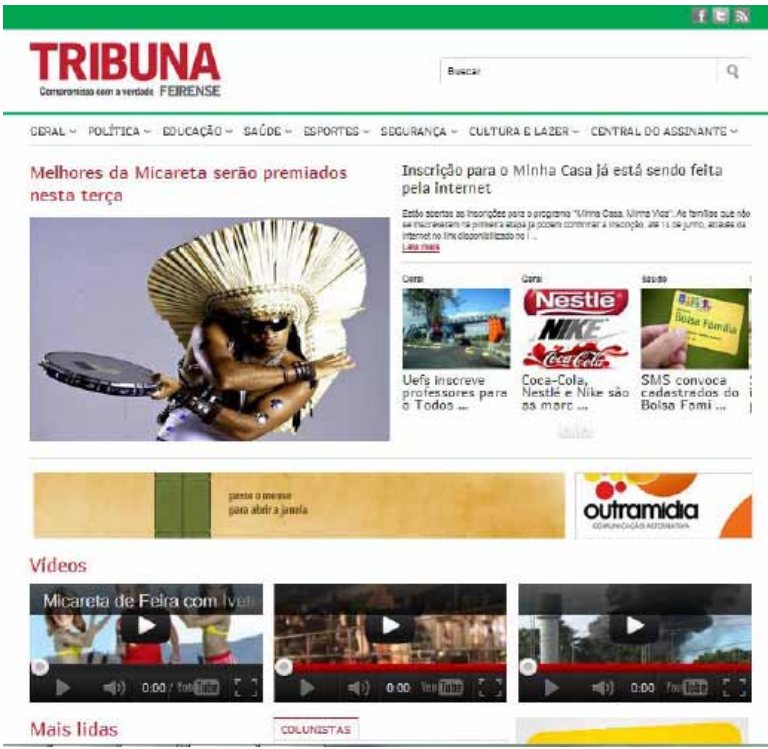 TRIBUNA
Compromisso com a verdade FEIRENSE
Buscar
GERAL POLÍTICA EDUCAÇÃO SAÚDE ESPORTES SEGURANÇA CULTURA E LAZER CENTRAL DO ASSINANTE
Melhores da Micareta serão premiados
nesta terça
Inscrição para o Minha Casa já está sendo feita
pela internet
Estão abertas as inscrições para o programa "Minha Casa, Minha Vida". As famílias que não
se inscreveram na primeira etapa já podem confirmar a inscrição, até 14 de junho, através da
internet no link disponibilizado no I ...
Leia mais
Geral
Nestlé
NIKE
Coca-Cola
Bolsa Família
Uefs inscreve
professores para
o Todos ...
Geral
Coca-Cola,
Nestlé e Nike são
as marc ...
Saúde
SMS convoca
cadastrados do
Bolsa Fami ...
passe o mouse
para abrir a janela
outramidia
COMUNICAÇÃO ALTERNATIVA
Vídeos
Micareta de Feira com Ivete
0:00 / YouTube
0:00 YouTube
0:00 YouTube
Mais lidas
COLUNISTAS